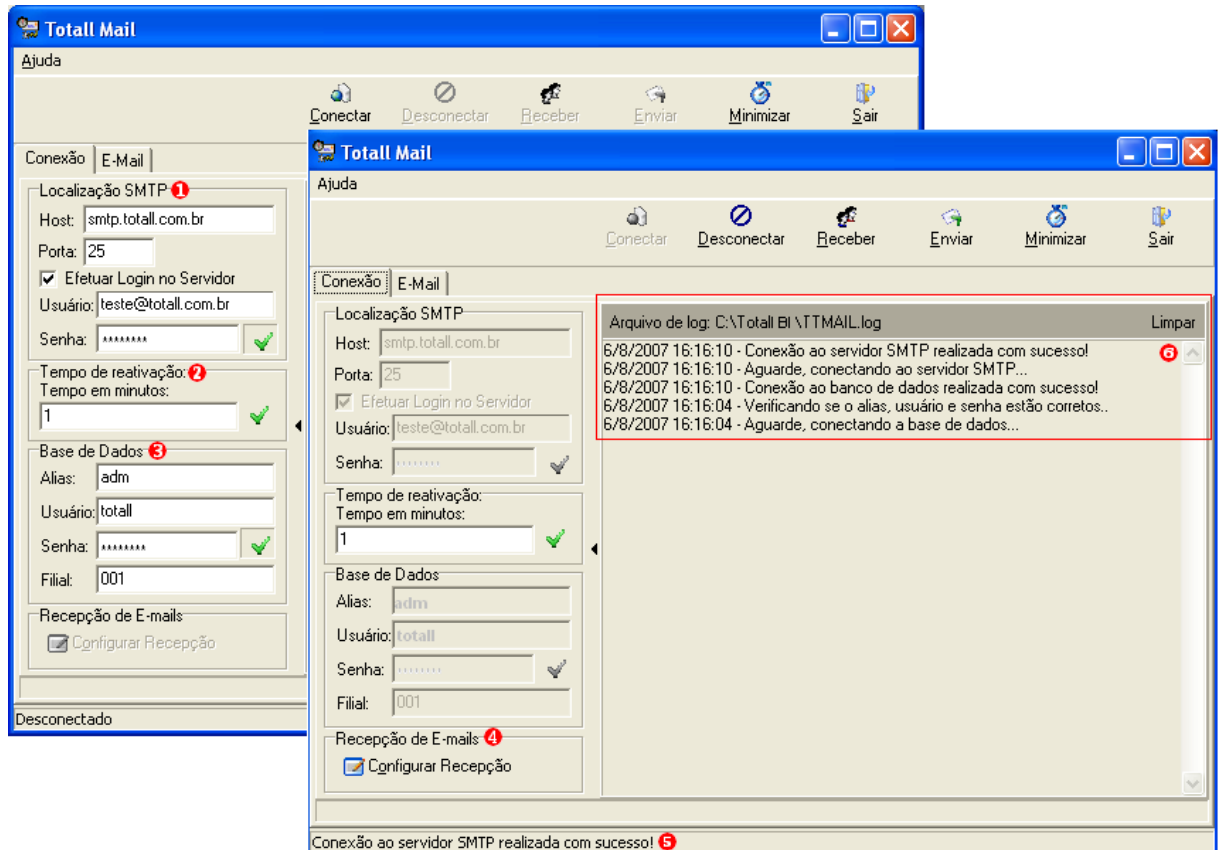 Totall Mail
Ajuda
Conectar Desconectar Receber Enviar Minimizar Sair
Conexão E-Mail
Localização SMTP 1
Host: smtp.totall.com.br
Porta: 25
Efetuar Login no Servidor
Usuário: teste@totall.com.br
Senha: ********
Tempo de reativação: 2
Tempo em minutos:
1
Base de Dados 3
Alias: adm
Usuário: totall
Senha: ********
Filial: 001
Recepção de E-mails
Configurar Recepção
Desconectado
Totall Mail
Ajuda
Conectar Desconectar Receber Enviar Minimizar Sair
Conexão E-Mail
Localização SMTP
Host: smtp.totall.com.br
Porta: 25
Efetuar Login no Servidor
Usuário: teste@totall.com.br
Senha: ********
Tempo de reativação:
Tempo em minutos:
1
Base de Dados
Alias: adm
Usuário: totall
Senha: ********
Filial: 001
Recepção de E-mails 4
Configurar Recepção
Arquivo de log: C:\Totall BI\TTMAIL.log Limpar
6/8/2007 16:16:10 - Conexão ao servidor SMTP realizada com sucesso! 6
6/8/2007 16:16:10 - Aguarde, conectando ao servidor SMTP...
6/8/2007 16:16:10 - Conexão ao banco de dados realizada com sucesso!
6/8/2007 16:16:04 - Verificando se o alias, usuário e senha estão corretos..
6/8/2007 16:16:04 - Aguarde, conectando a base de dados...
Conexão ao servidor SMTP realizada com sucesso! 5